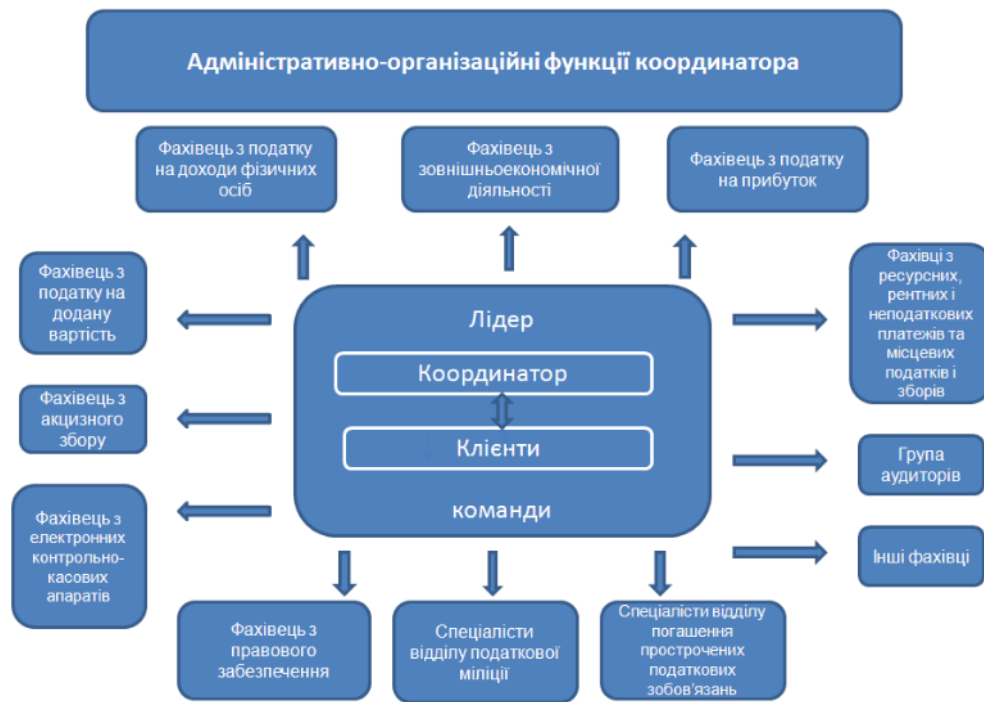 Адміністративно-організаційні функції координатора
Фахівець з податку
на доходи фізичних
осіб
Фахівець з
зовнішньоекономічної
діяльності
Фахівець з податку
на прибуток
Фахівець з
податку на
додану
вартість
Фахівець з
акцизного
збору
Фахівець з
електронних
контрольно-
касових
апаратів
Лідер
Координатор
Клієнти
команди
Фахівці з
ресурсних,
рентних і
неподаткових
платежів та
місцевих
податків і
зборів
Група
аудиторів
Інші фахівці
Фахівець з
правового
забезпечення
Спеціалісти
відділу податкової
міліції
Спеціалісти відділу
погашення
прострочених
податкових
зобов'язань